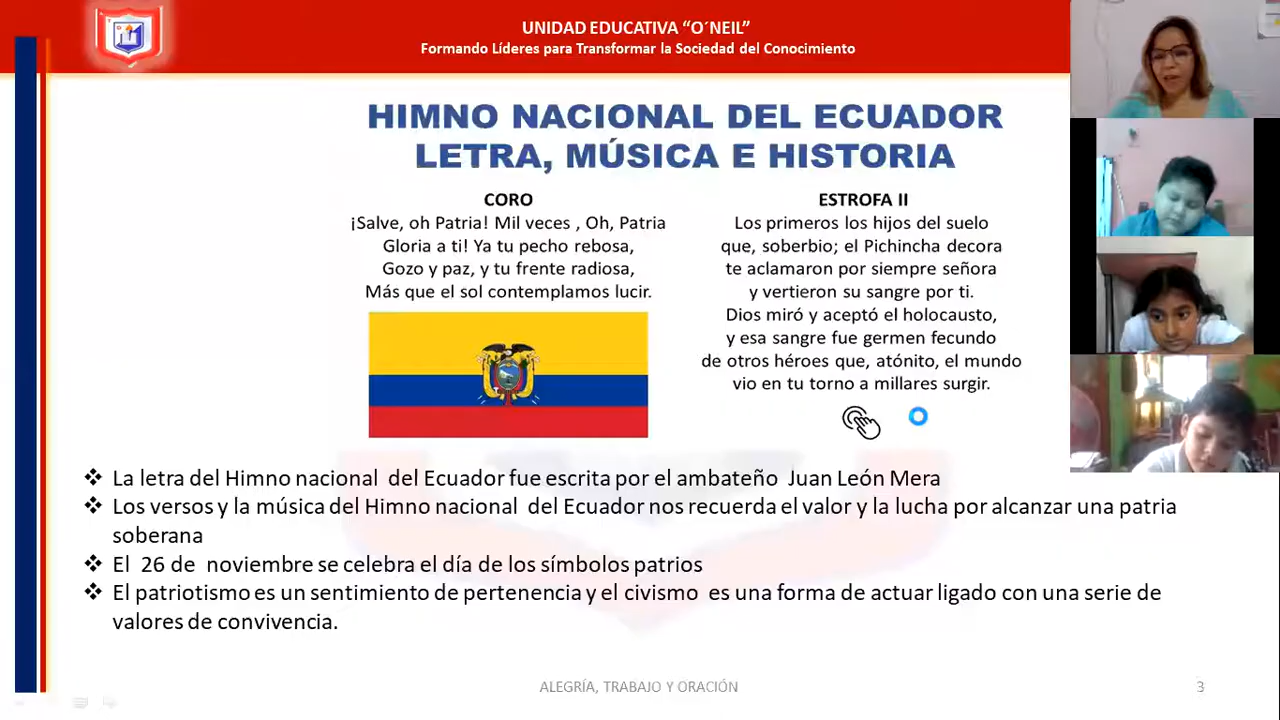 UNIDAD EDUCATIVA “O´NEIL”
Formando Líderes para Transformar la Sociedad del Conocimiento
HIMNO NACIONAL DEL ECUADOR
LETRA, MÚSICA E HISTORIA
CORO
¡Salve, oh Patria! Mil veces , Oh, Patria
Gloria a ti! Ya tu pecho rebosa,
Gozo y paz, y tu frente radiosa,
Más que el sol contemplamos lucir.
ESTROFA II
Los primeros los hijos del suelo
que, soberbio; el Pichincha decora
te aclamaron por siempre señora
y vertieron su sangre por ti.
Dios miró y aceptó el holocausto,
y esa sangre fue germen fecundo
de otros héroes que, atónito, el mundo
vio en tu torno a millares surgir.
❖ La letra del Himno nacional del Ecuador fue escrita por el ambateño Juan León Mera
❖ Los versos y la música del Himno nacional del Ecuador nos recuerda el valor y la lucha por alcanzar una patria
soberana
❖ El 26 de noviembre se celebra el día de los símbolos patrios
❖ El patriotismo es un sentimiento de pertenencia y el civismo es una forma de actuar ligado con una serie de
valores de convivencia.
ALEGRÍA, TRABAJO Y ORACIÓN
3